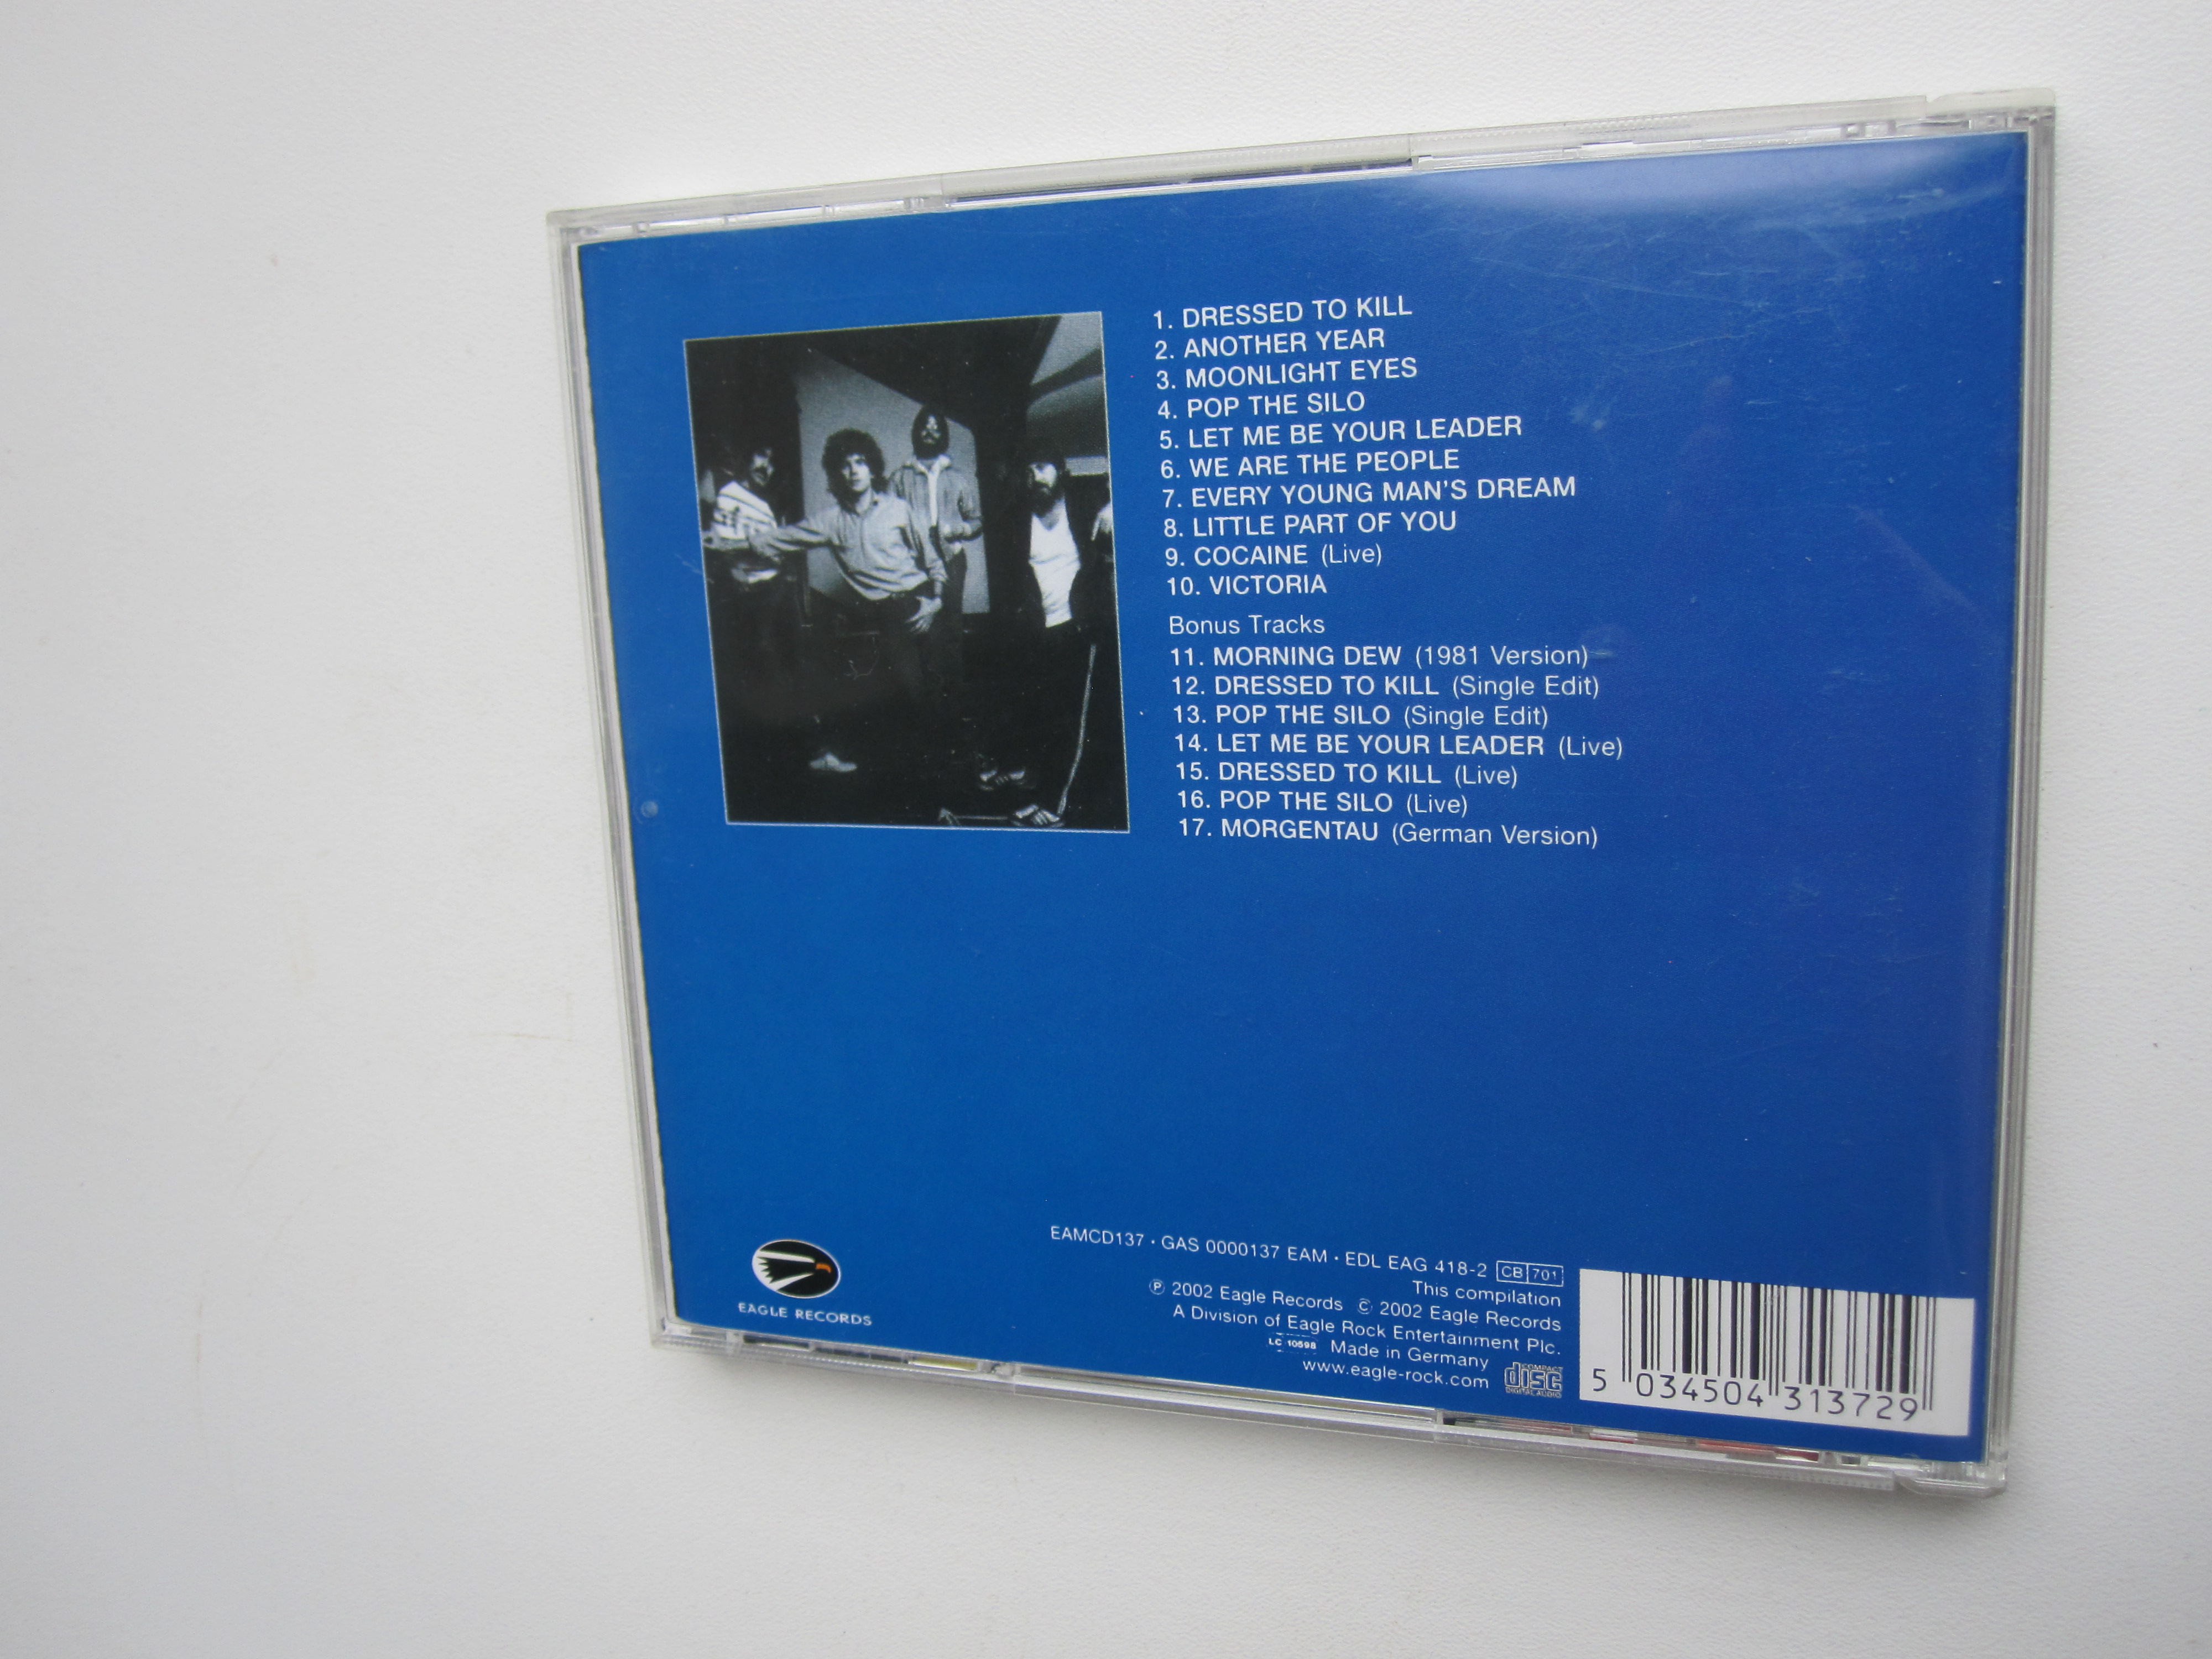 1. DRESSED TO KILL
2. ANOTHER YEAR
3. MOONLIGHT EYES
4. POP THE SILO
5. LET ME BE YOUR LEADER
6. WE ARE THE PEOPLE
7. EVERY YOUNG MAN'S DREAM
8. LITTLE PART OF YOU
9. COCAINE (Live)
10. VICTORIA
Bonus Tracks
11. MORNING DEW (1981 Version)
12. DRESSED TO KILL (Single Edit)
13. POP THE SILO (Single Edit)
14. LET ME BE YOUR LEADER (Live)
15. DRESSED TO KILL (Live)
16. POP THE SILO (Live)
17. MORGENTAU (German Version)
EAGLE RECORDS
EAMCD137 · GAS 0000137 EAM · EDL EAG 418-2 CB 701
This compilation
℗ 2002 Eagle Records © 2002 Eagle Records
A Division of Eagle Rock Entertainment Plc.
LC 10598 Made in Germany
www.eagle-rock.com
COMPACT disc DIGITAL AUDIO
5 034504 313729